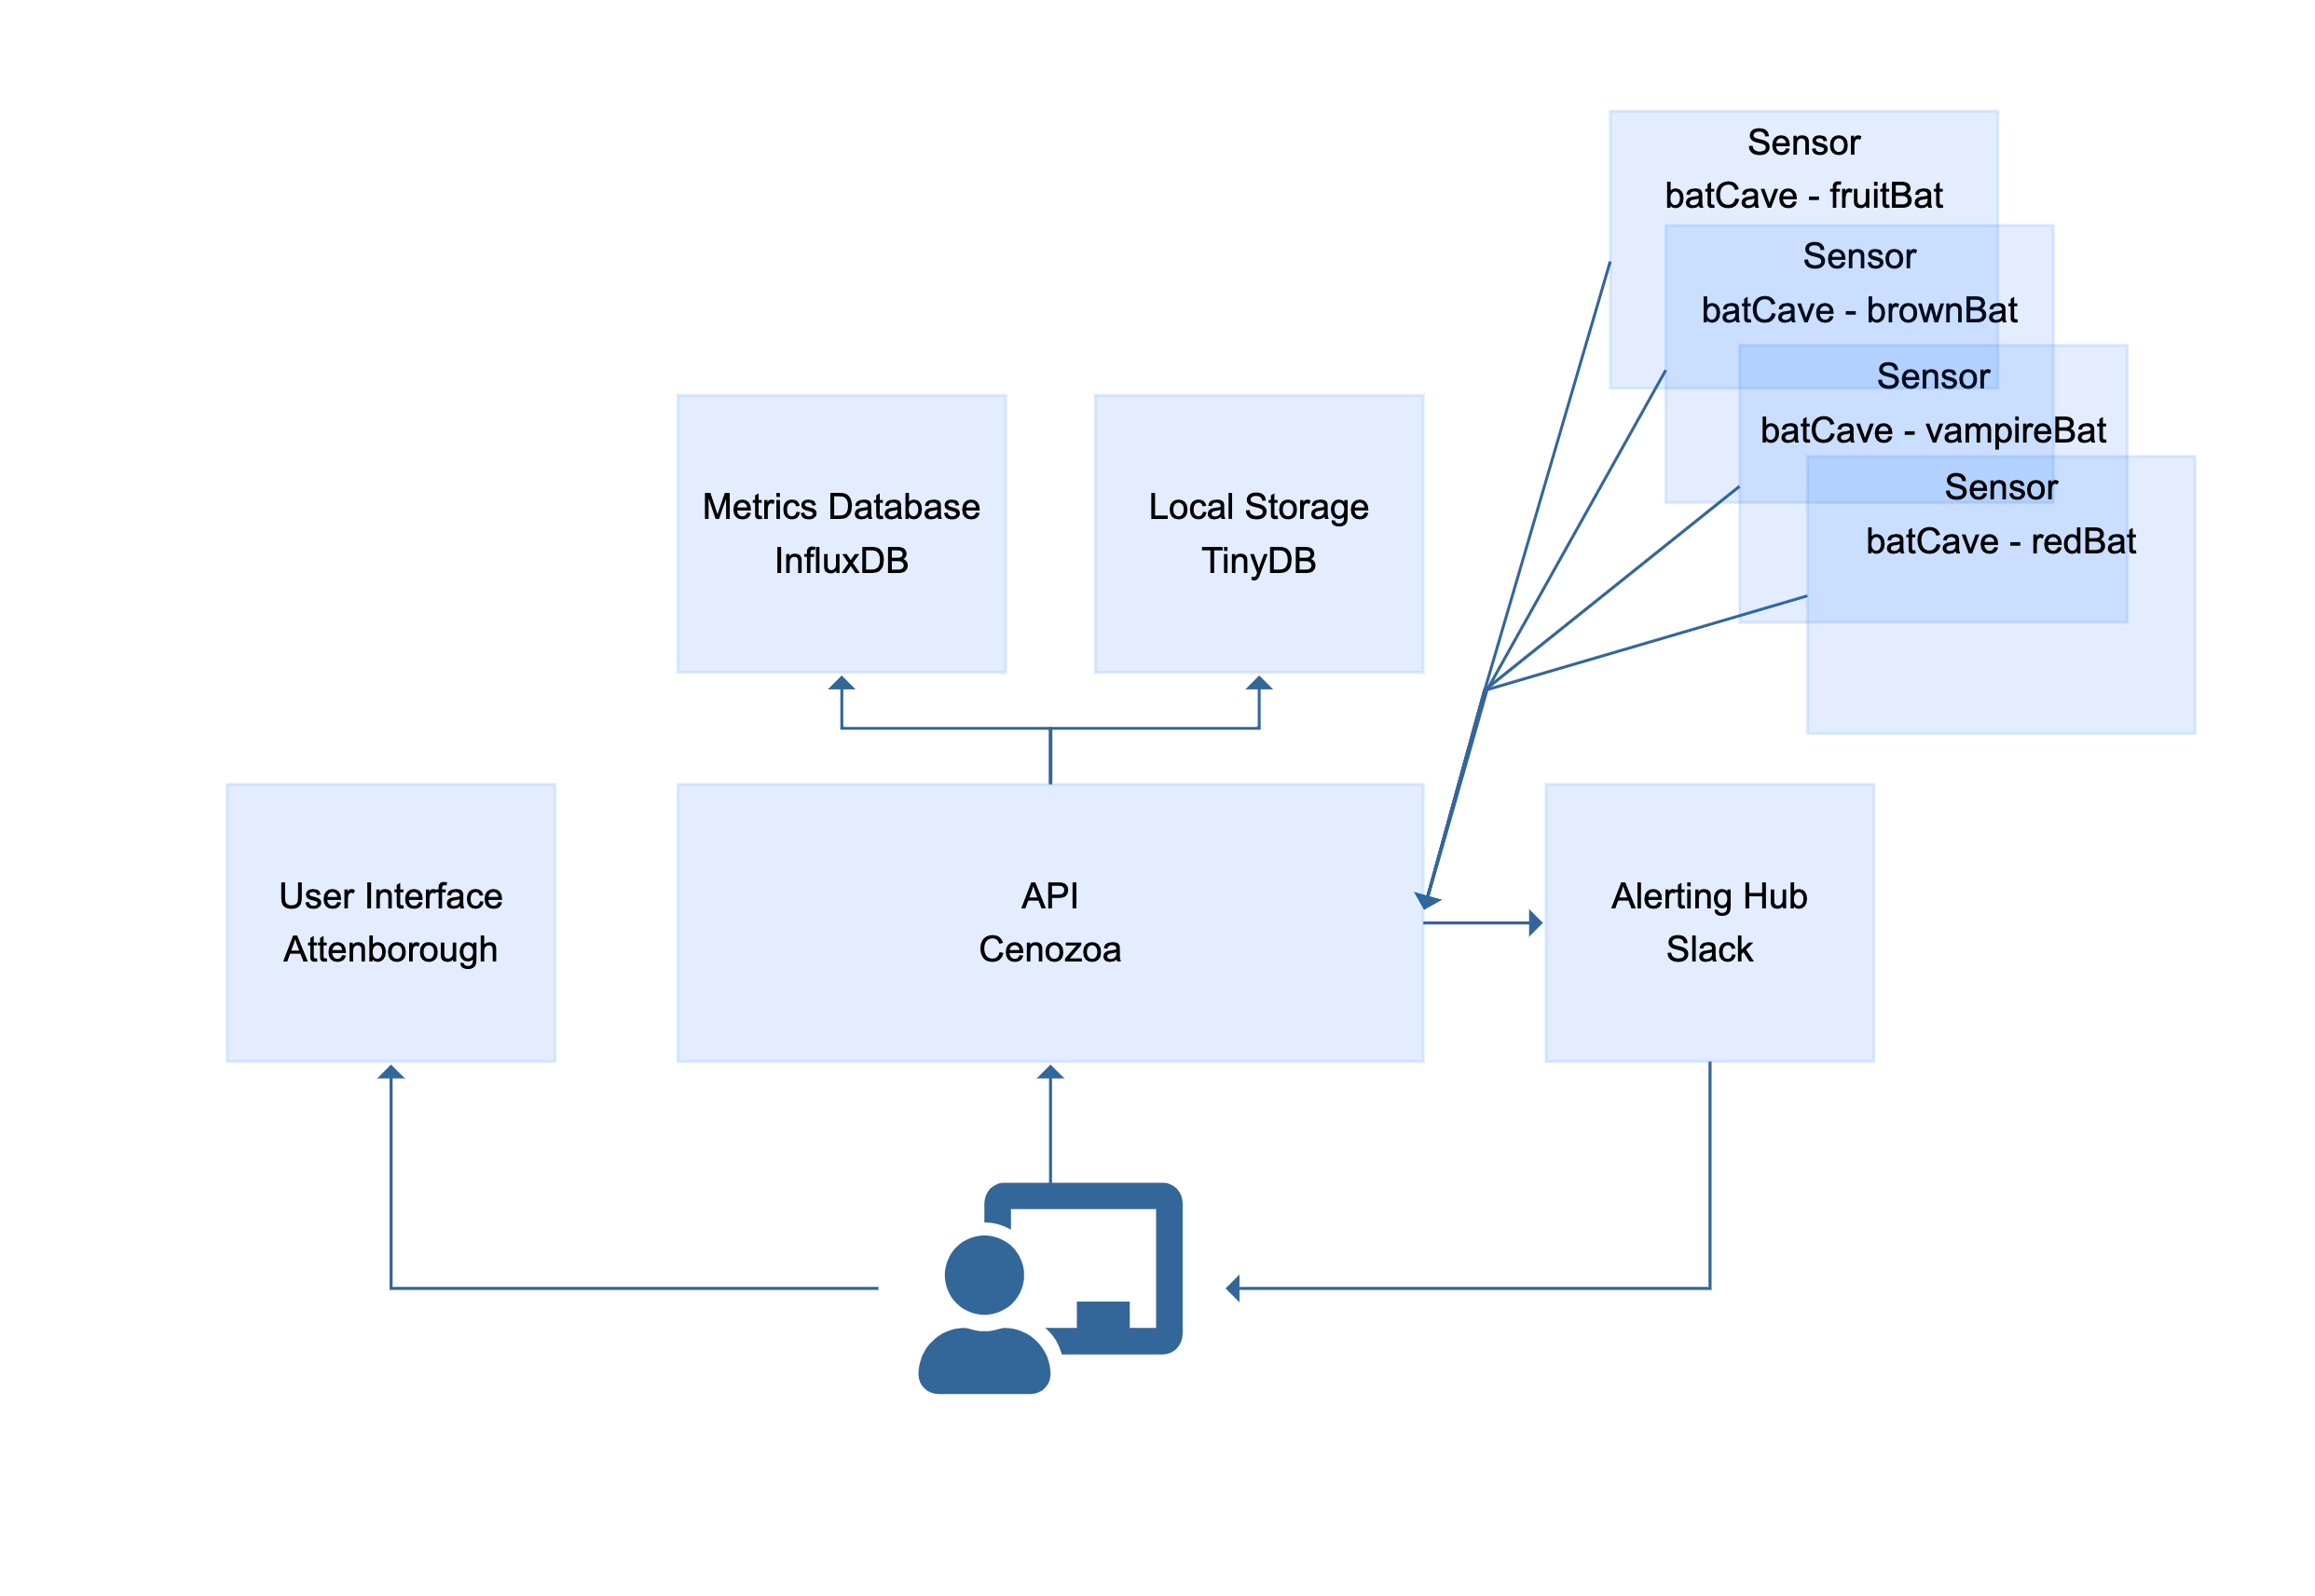 Sensor
batCave - fruitBat
Sensor
batCave - brownBat
Sensor
batCave - vampireBat
Sensor
batCave - redBat
Metrics Database
InfluxDB
Local Storage
TinyDB
User Interface
Attenborough
API
Cenozoa
Alerting Hub
Slack